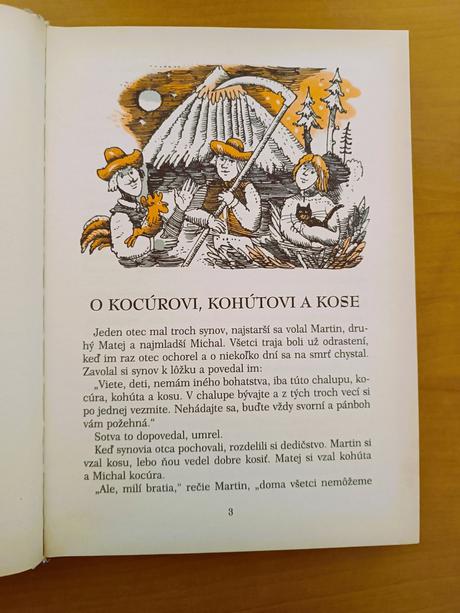 O KOCÚROVI, KOHÚTOVI A KOSE
Jeden otec mal troch synov, najstarší sa volal Martin, dru-
hý Matej a najmladší Michal. Všetci traja boli už odrastení,
keď im raz otec ochorel a o niekoľko dní sa na smrť chystal.
Zavolal si synov k lôžku a povedal im:
„Viete, deti, nemám iného bohatstva, iba túto chalupu, ko-
cúra, kohúta a kosu. V chalupe bývajte a z tých troch vecí si
po jednej vezmite. Nehádajte sa, buďte vždy svorní a pánboh
vám požehná.“
Sotva to dopovedal, umrel.
Keď synovia otca pochovali, rozdelili si dedičstvo. Martin si
vzal kosu, lebo ňou vedel dobre kosiť. Matej si vzal kohúta
a Michal kocúra.
„Ale, milí bratia,“ rečie Martin, „doma všetci nemôžeme
3